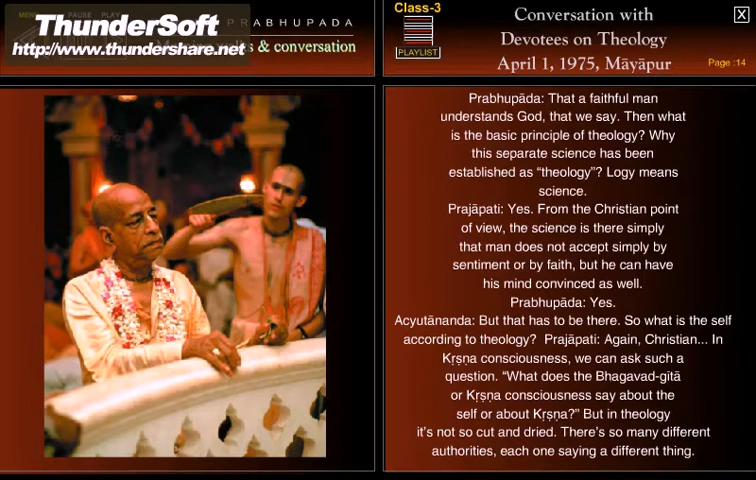 MENU PAUSE PLAY
PRABHUPADA
ThunderSoft
http://www.thundershare.net
& conversation
Class-3
PLAYLIST
Conversation with
Devotees on Theology
April 1, 1975, Māyāpur
X
Page :14
Prabhupāda: That a faithful man
understands God, that we say. Then what
is the basic principle of theology? Why
this separate science has been
established as “theology”? Logy means
science.
Prajāpati: Yes. From the Christian point
of view, the science is there simply
that man does not accept simply by
sentiment or by faith, but he can have
his mind convinced as well.
Prabhupāda: Yes.
Acyutānanda: But that has to be there. So what is the self
according to theology?  Prajāpati: Again, Christian... In
Kṛṣṇa consciousness, we can ask such a
question. “What does the Bhagavad-gītā
or Kṛṣṇa consciousness say about the
self or about Kṛṣṇa?” But in theology
it's not so cut and dried. There's so many different
authorities, each one saying a different thing.